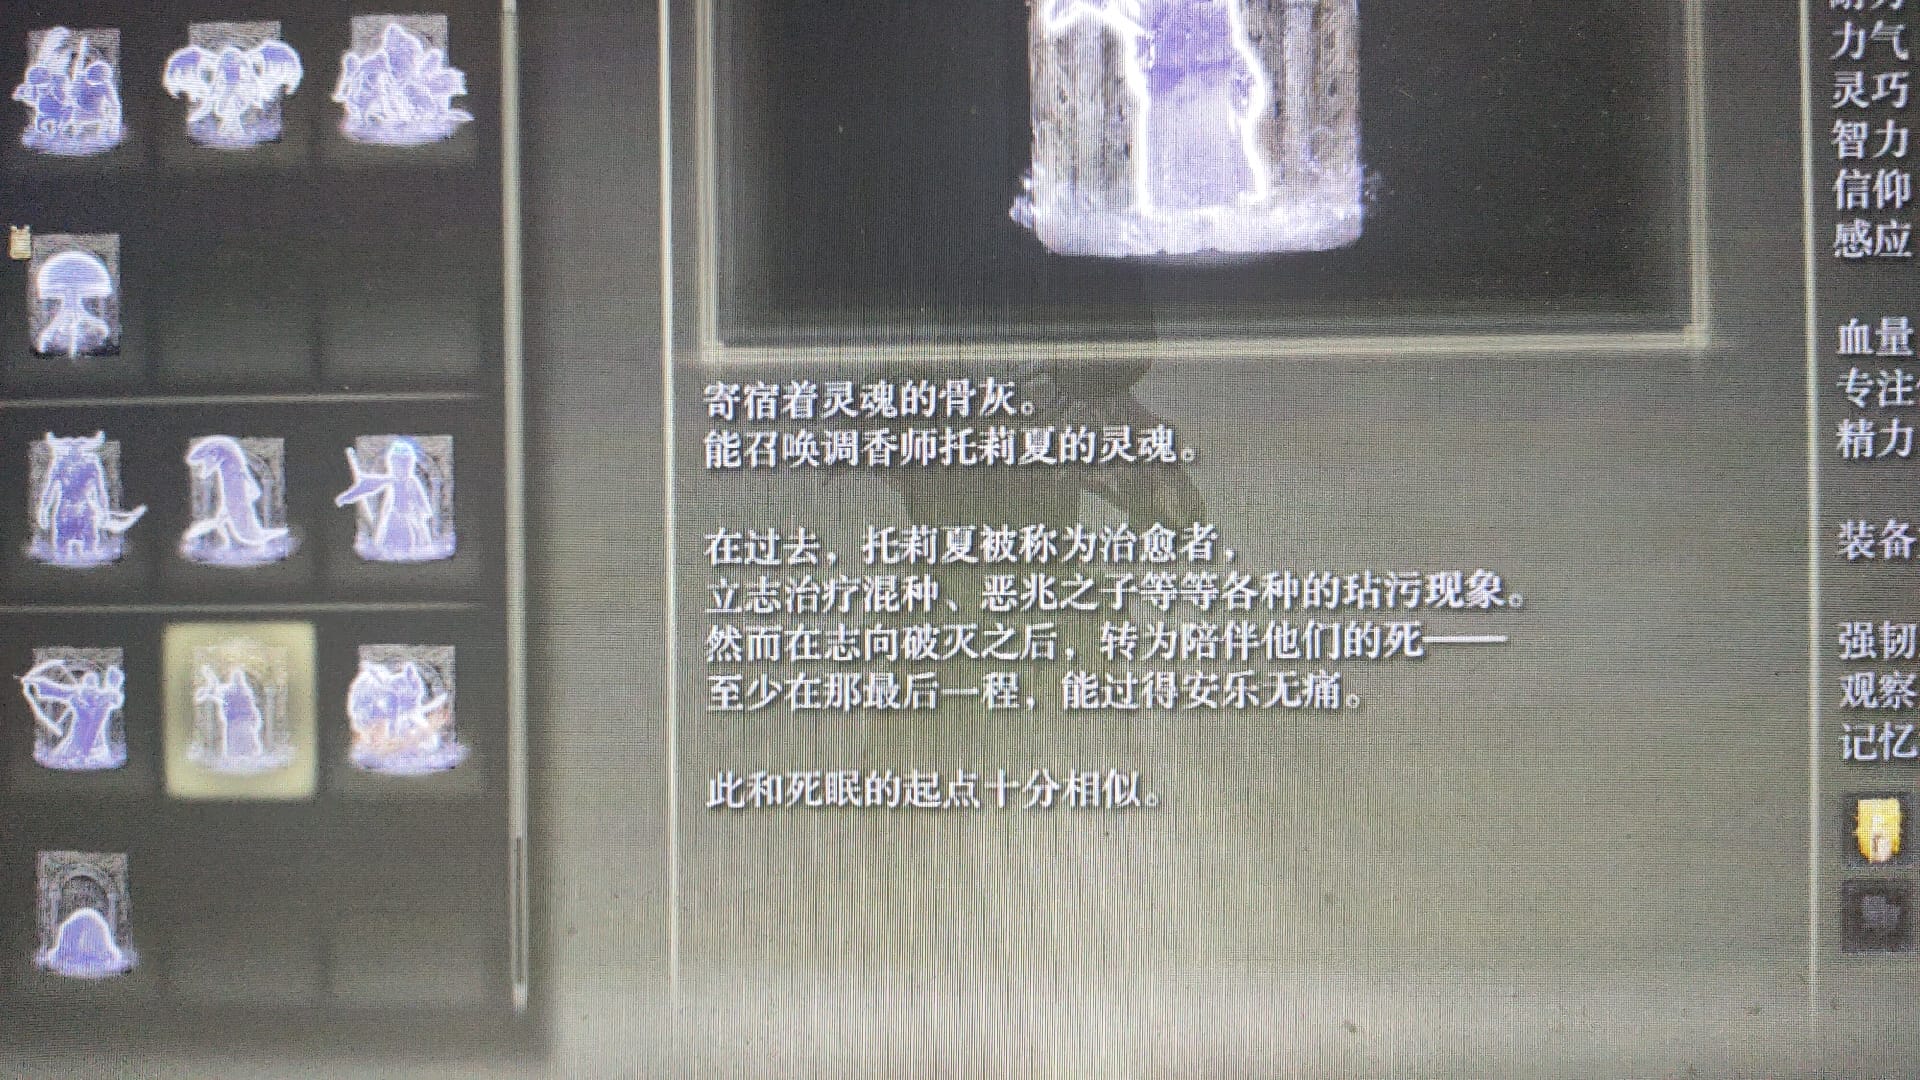 寄宿着灵魂的骨灰。
能召唤调香师托莉夏的灵魂。
在过去，托莉夏被称为治愈者，
立志治疗混种、恶兆之子等等各种的玷污现象。
然而在志向破灭之后，转为陪伴他们的死——
至少在那最后一程，能过得安乐无痛。
此和死眠的起点十分相似。
力气
灵巧
智力
信仰
感应
血量
专注
精力
装备
强韧
观察
记忆